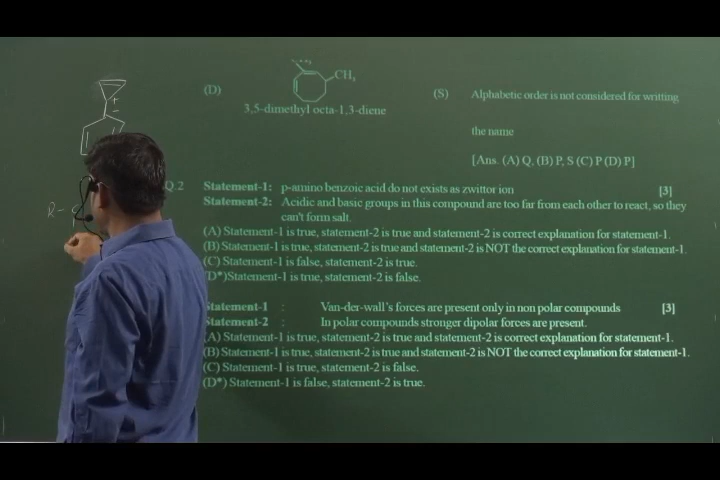 (D)
CH₃
3,5-dimethyl octa-1,3-diene
(S) Alphabetic order is not considered for writting
the name
[Ans. (A) Q, (B) P, S (C) P (D) P]
Q.2 Statement-1: p-amino benzoic acid do not exists as zwittor ion [3]
Statement-2: Acidic and basic groups in this compound are too far from each other to react, so they
can't form salt.
(A) Statement-1 is true, statement-2 is true and statement-2 is correct explanation for statement-1.
(B) Statement-1 is true, statement-2 is true and statement-2 is NOT the correct explanation for statement-1.
(C) Statement-1 is false, statement-2 is true.
D*)Statement-1 is true, statement-2 is false.
Statement-1 : Van-der-wall's forces are present only in non polar compounds [3]
Statement-2 : In polar compounds stronger dipolar forces are present.
(A) Statement-1 is true, statement-2 is true and statement-2 is correct explanation for statement-1.
(B) Statement-1 is true, statement-2 is true and statement-2 is NOT the correct explanation for statement-1.
(C) Statement-1 is true, statement-2 is false.
(D*) Statement-1 is false, statement-2 is true.
+
−
R-